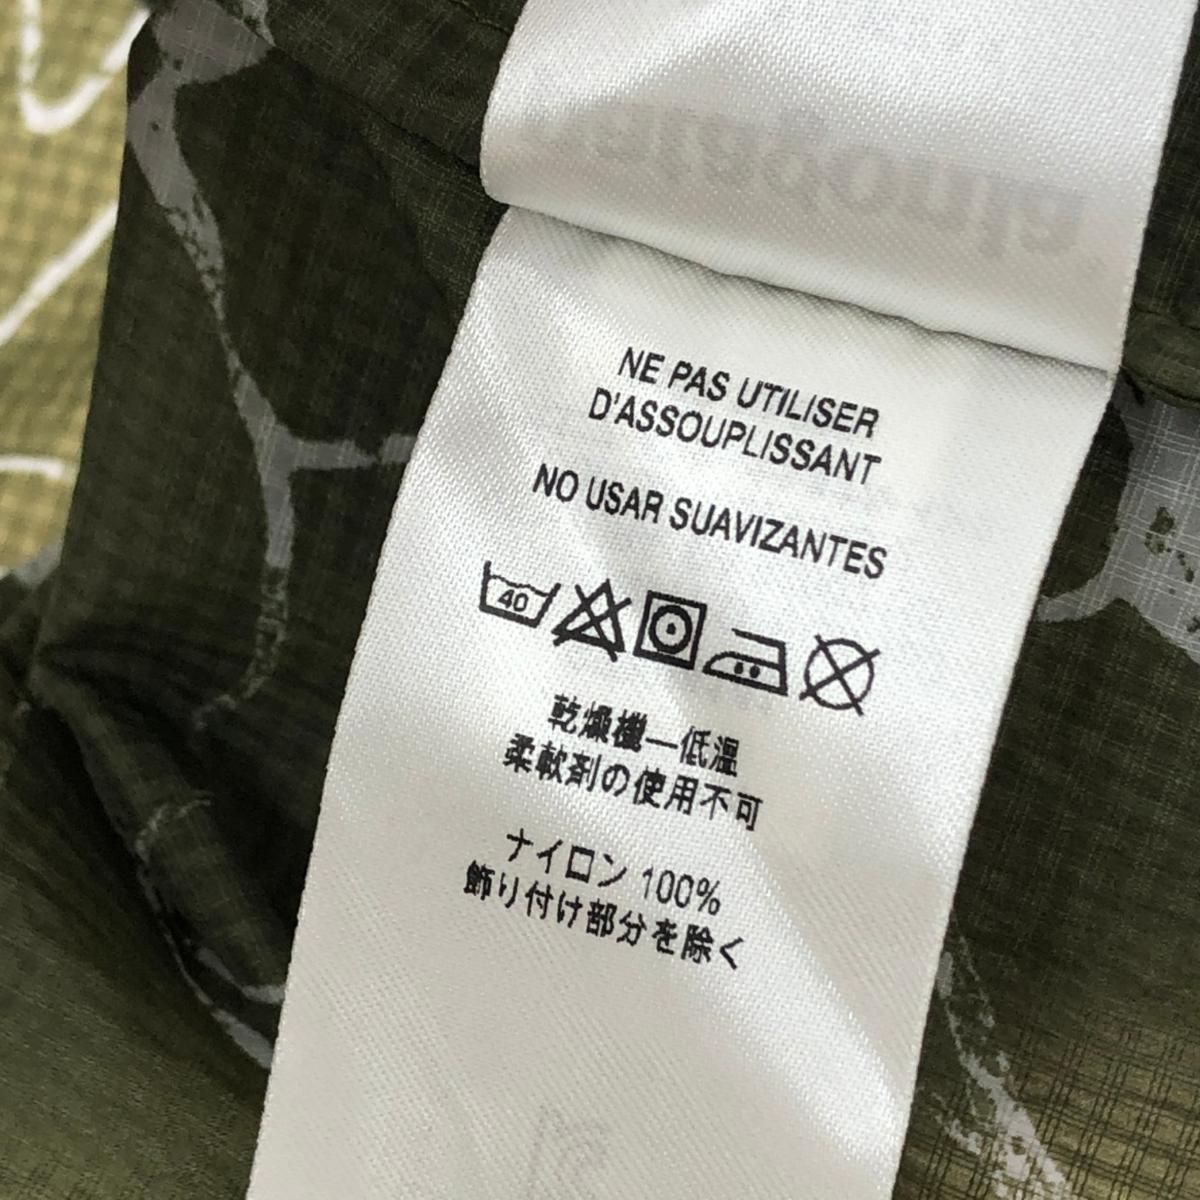 NE PAS UTILISER
D'ASSOUPLISSANT
NO USAR SUAVIZANTES
40
乾燥機—低温
柔軟剤の使用不可
ナイロン 100%
飾り付け部分を除く